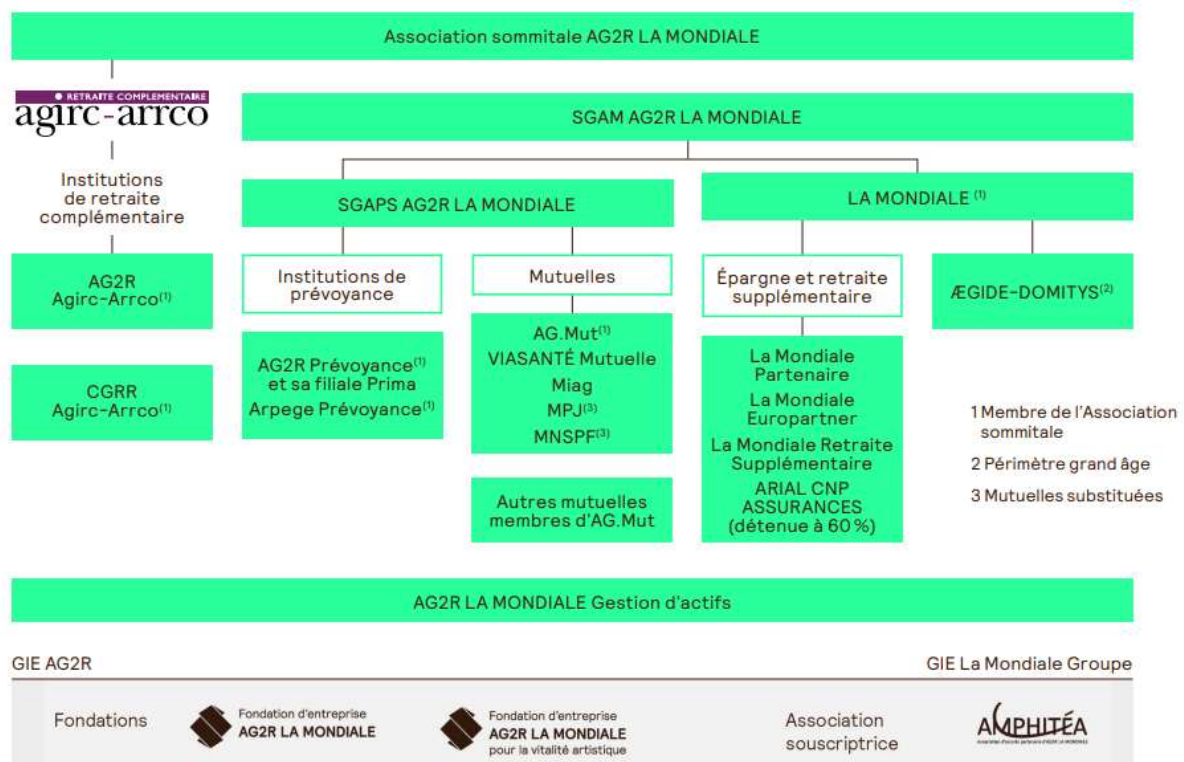 Association sommitale AG2R LA MONDIALE
RETRAITE COMPLEMENTAIRE
agirc-arrco
Institutions
de retraite
complémentaire
AG2R
Agirc-Arrco(1)
CGRR
Agirc-Arrco(1)
SGAM AG2R LA MONDIALE
SGAPS AG2R LA MONDIALE
Institutions de
prévoyance
AG2R Prévoyance(1)
et sa filiale Prima
Arpege Prévoyance(1)
Mutuelles
AG.Mut(1)
VIASANTÉ Mutuelle
Miag
MPJ(3)
MNSPF(3)
Autres mutuelles
membres d'AG.Mut
LA MONDIALE (1)
Épargne et retraite
supplémentaire
La Mondiale
Partenaire
La Mondiale
Europartner
La Mondiale Retraite
Supplémentaire
ARIAL CNP
ASSURANCES
(détenue à 60 %)
ÆGIDE-DOMITYS(2)
1 Membre de l'Association
sommitale
2 Périmètre grand âge
3 Mutuelles substituées
AG2R LA MONDIALE Gestion d'actifs
GIE AG2R
GIE La Mondiale Groupe
Fondations
Fondation d'entreprise
AG2R LA MONDIALE
Fondation d'entreprise
AG2R LA MONDIALE
pour la vitalité artistique
Association
souscriptrice
AMPHITÉA